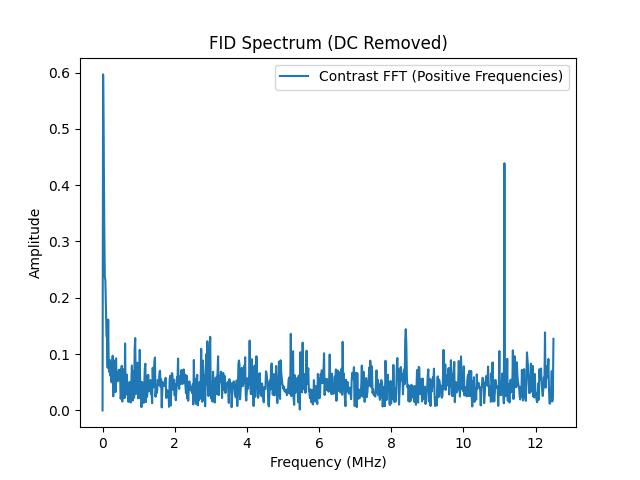 FID Spectrum (DC Removed)
Contrast FFT (Positive Frequencies)
0.6
0.5
0.4
0.3
0.2
0.1
0.0
Amplitude
0 2 4 6 8 10 12
Frequency (MHz)